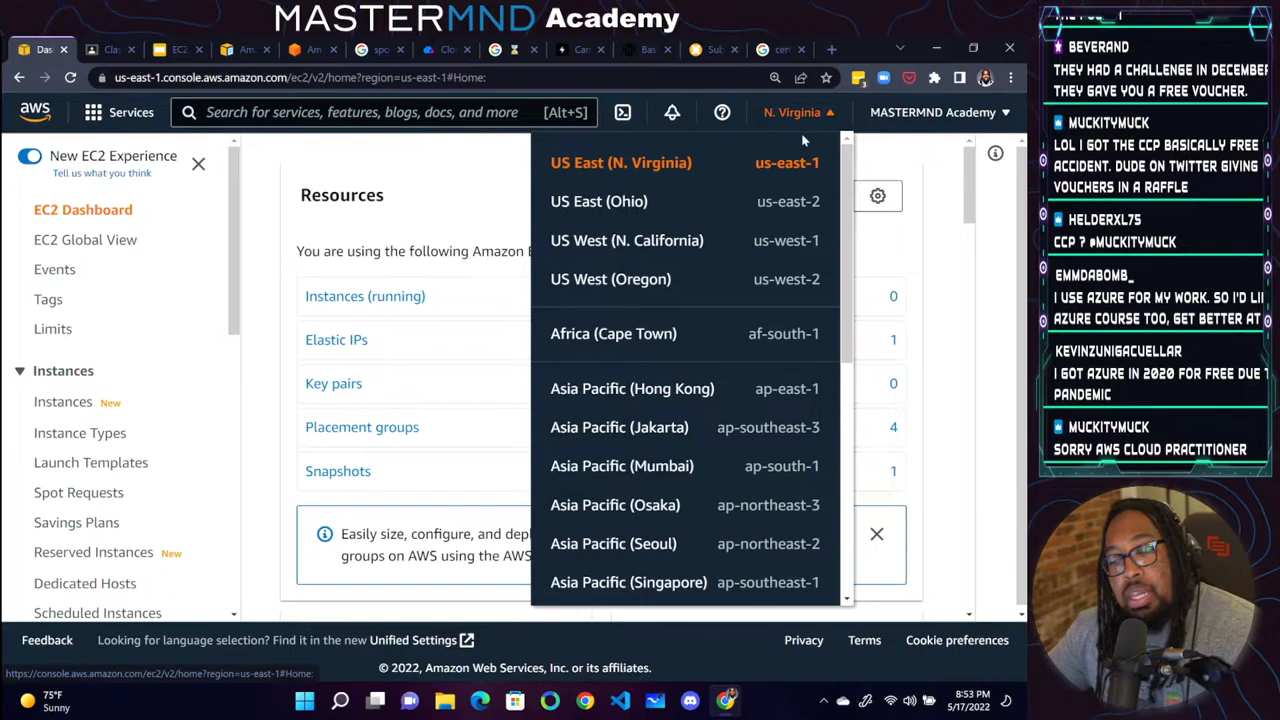 MASTERMND Academy
Das
Clas
EC2
Am
Am
spo
Clo
Car
Bas
Sub
cert
us-east-1.console.aws.amazon.com/ec2/v2/home?region=us-east-1#Home:
aws
Services
Search for services, features, blogs, docs, and more
[Alt+S]
N. Virginia
MASTERMND Academy
New EC2 Experience
Tell us what you think
EC2 Dashboard
EC2 Global View
Events
Tags
Limits
Instances
Instances New
Instance Types
Launch Templates
Spot Requests
Savings Plans
Reserved Instances New
Dedicated Hosts
Scheduled Instances
Resources
You are using the following Amazon E
Instances (running) 0
Elastic IPs 1
Key pairs 0
Placement groups 4
Snapshots 1
Easily size, configure, and dep
groups on AWS using the AWS
US East (N. Virginia) us-east-1
US East (Ohio) us-east-2
US West (N. California) us-west-1
US West (Oregon) us-west-2
Africa (Cape Town) af-south-1
Asia Pacific (Hong Kong) ap-east-1
Asia Pacific (Jakarta) ap-southeast-3
Asia Pacific (Mumbai) ap-south-1
Asia Pacific (Osaka) ap-northeast-3
Asia Pacific (Seoul) ap-northeast-2
Asia Pacific (Singapore) ap-southeast-1
Feedback
Looking for language selection? Find it in the new Unified Settings
Privacy
Terms
Cookie preferences
© 2022, Amazon Web Services, Inc. or its affiliates.
https://console.aws.amazon.com/ec2/v2/home?region=us-east-1#Home:
75°F
Sunny
8:53 PM
5/17/2022
BEVERAND
THEY HAD A CHALLENGE IN DECEMBER
THEY GAVE YOU A FREE VOUCHER.
MUCKITYMUCK
LOL I GOT THE CCP BASICALLY FREE
ACCIDENT. DUDE ON TWITTER GIVING
VOUCHERS IN A RAFFLE
HELDERXL75
CCP ? @MUCKITYMUCK
EMMDABOMB_
I USE AZURE FOR MY WORK. SO I'D LI
AZURE COURSE TOO, GET BETTER AT
KEVINZUNIGACUELLAR
I GOT AZURE IN 2020 FOR FREE DUE T
PANDEMIC
MUCKITYMUCK
SORRY AWS CLOUD PRACTITIONER